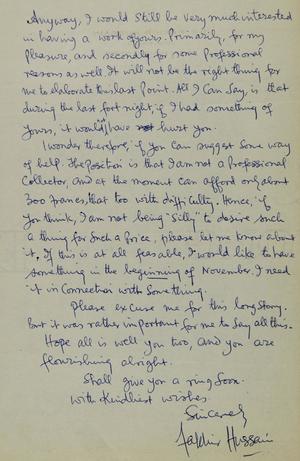 Anyway, I would still be very much interested
in having a work of yours. Primarily, for my
pleasure, and secondly for some Professional
reasons as well. It will not be the right thing for
me to elaborate this last Point. All I can say, is that
during the last fortnight, if I had something of
yours, it would have not hurt you.
I wonder therefore, if you can suggest some way
of help. The position is that I am not a Professional
Collector, and at the moment can afford only about
300 francs, that too with difficulty. Hence, if
you think, I am not being "Silly" to desire such
a thing for such a Price, please let me know about
it. If this is at all feasable, I would like to have
something in the beginning of November. I need
it in Connection with Something.
Please excuse me for this long Story.
But it was rather important for me to say all this.
Hope all is well you two, and you are
flourishing alright.
Shall give you a ring Soon.
With Kindliest wishes
Sincerely
Hussain